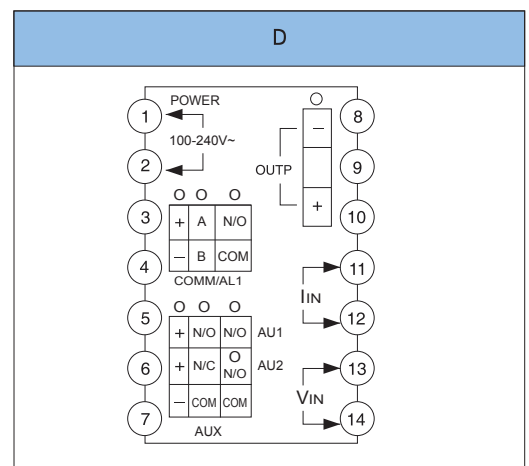 D
POWER
1
8
100-240V~
2
OUTP
−
9
+
10
O O O
3
+ A N/O
4
− B COM
COMM/AL1
11
IIN
12
O O O
5
+ N/O N/O AU1
6
+ N/C O N/O AU2
7
− COM COM
AUX
13
VIN
14